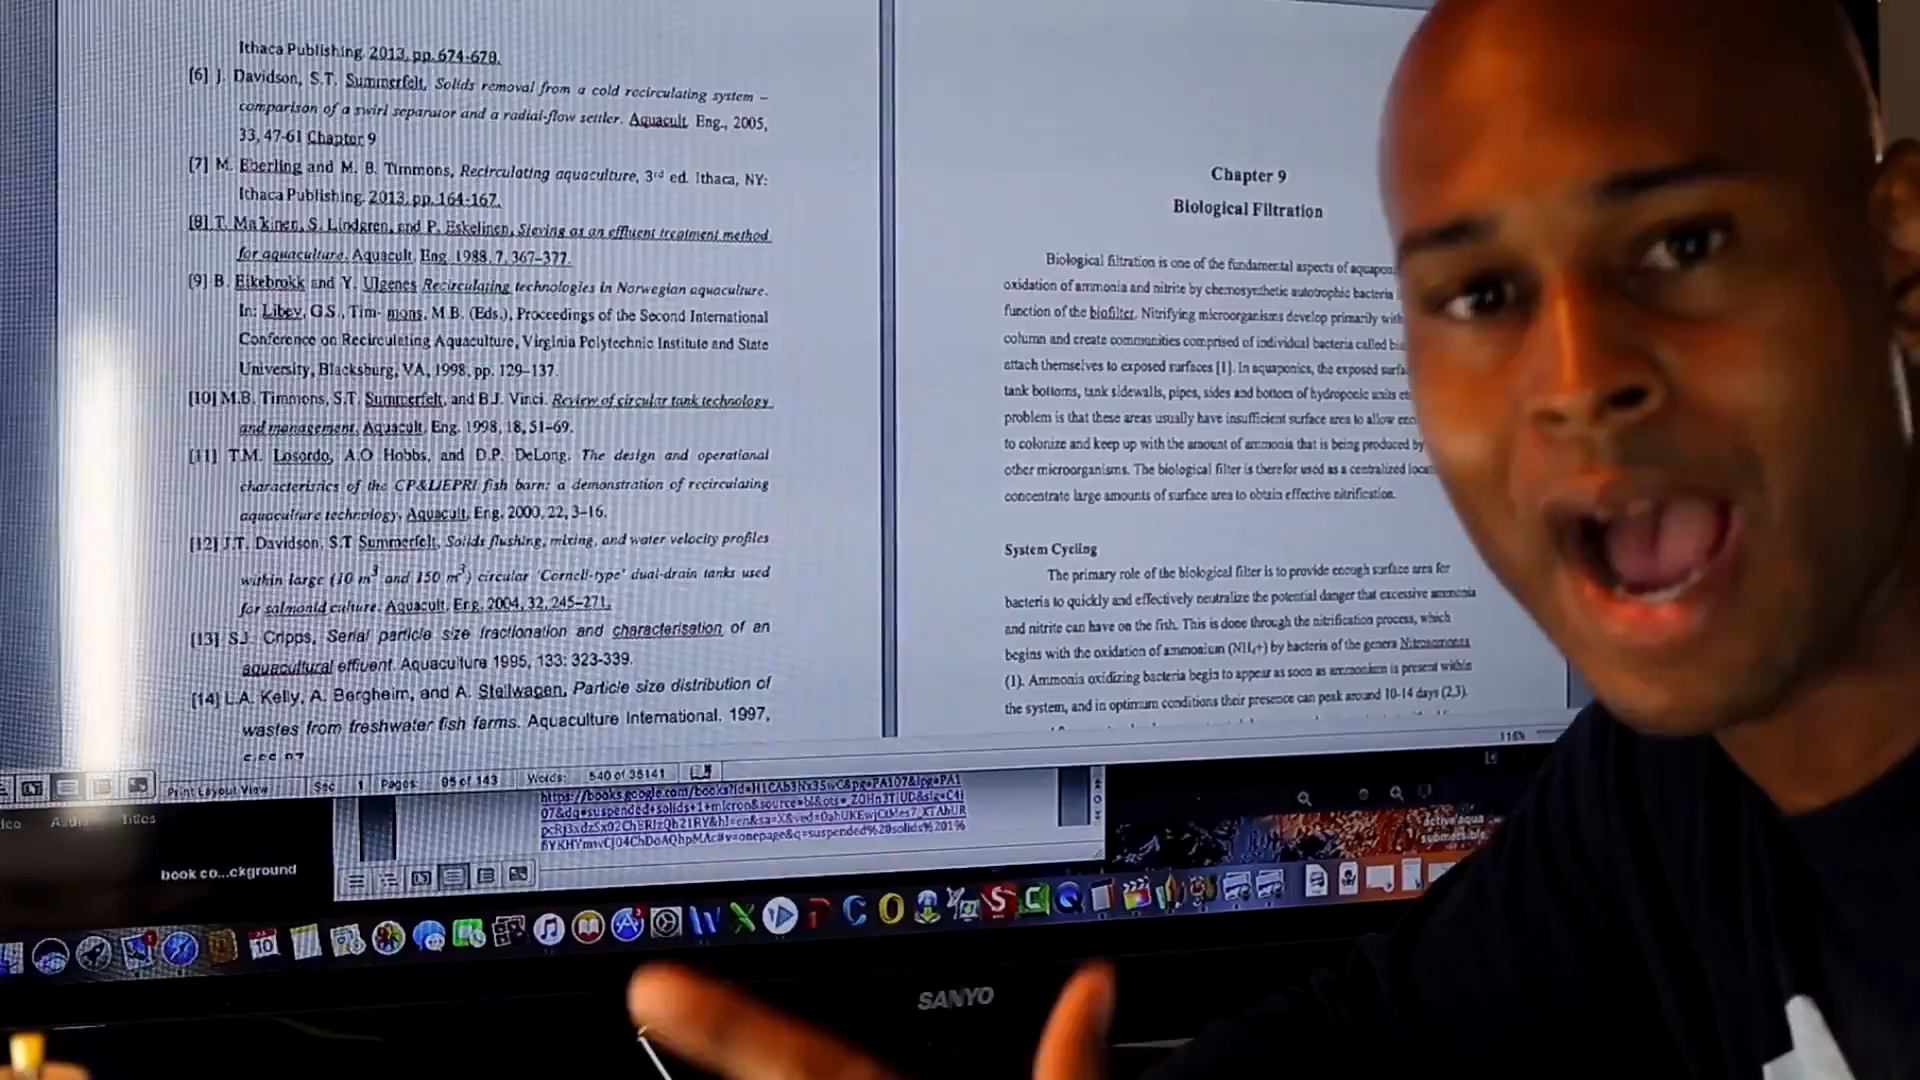 Ithaca Publishing. 2013, pp. 674-678.
[6] J. Davidson, S.T. Summerfelt, Solids removal from a cold recirculating system –
comparison of a swirl separator and a radial-flow settler. Aquacult. Eng., 2005,
33, 47-61 Chapter 9
[7] M. Eberling and M. B. Timmons, Recirculating aquaculture, 3rd ed. Ithaca, NY:
Ithaca Publishing. 2013, pp. 164-167.
[8] T. Ma kinen, S. Lindgren, and P. Eskelinen, Sieving as an effluent treatment method
for aquaculture. Aquacult. Eng. 1988, 7, 367–377.
[9] B. Eikebrokk and Y. Ulgenes Recirculating technologies in Norwegian aquaculture.
In: Libey, G.S., Tim- mons, M.B. (Eds.), Proceedings of the Second International
Conference on Recirculating Aquaculture, Virginia Polytechnic Institute and State
University, Blacksburg, VA, 1998, pp. 129–137.
[10] M.B. Timmons, S.T. Summerfelt, and B.J. Vinci. Review of circular tank technology
and management. Aquacult. Eng. 1998, 18, 51–69.
[11] T.M. Losordo, A.O Hobbs, and D.P. DeLong. The design and operational
characteristics of the CP&L/EPRI fish barn: a demonstration of recirculating
aquaculture technology. Aquacult. Eng. 2000, 22, 3–16.
[12] J.T. Davidson, S.T Summerfelt, Solids flushing, mixing, and water velocity profiles
within large (10 m3 and 150 m3) circular 'Cornell-type' dual-drain tanks used
for salmonid culture. Aquacult. Eng. 2004, 32, 245–271.
[13] S.J. Cripps, Serial particle size fractionation and characterisation of an
aquacultural effluent. Aquaculture 1995, 133: 323-339.
[14] L.A. Kelly, A. Bergheim, and A. Stellwagen, Particle size distribution of
wastes from freshwater fish farms. Aquaculture International. 1997,
Print Layout View Sec 1 Pages: 95 of 143 Words: 540 of 35141
Chapter 9
Biological Filtration
Biological filtration is one of the fundamental aspects of
oxidation of ammonia and nitrite by chemosynthetic autotrophic bacteria
function of the biofilter. Nitrifying microorganisms develop primarily
column and create communities comprised of individual bacteria called
attach themselves to exposed surfaces [1]. In aquaponics, the exposed
tank bottoms, tank sidewalls, pipes, sides and bottom of hydroponic units
problem is that these areas usually have insufficient surface area to allow
to colonize and keep up with the amount of ammonia that is being produced by
other microorganisms. The biological filter is therefor used as a centralized
concentrate large amounts of surface area to obtain effective nitrification.
System Cycling
The primary role of the biological filter is to provide enough surface area for
bacteria to quickly and effectively neutralize the potential danger that excessive ammonia
and nitrite can have on the fish. This is done through the nitrification process, which
begins with the oxidation of ammonium (NH4+) by bacteria of the genera Nitrosomonas
(1). Ammonia oxidizing bacteria begin to appear as soon as ammonium is present within
the system, and in optimum conditions their presence can peak around 10-14 days (2,3).
116%
Titles
book co...ckground
10
SANYO